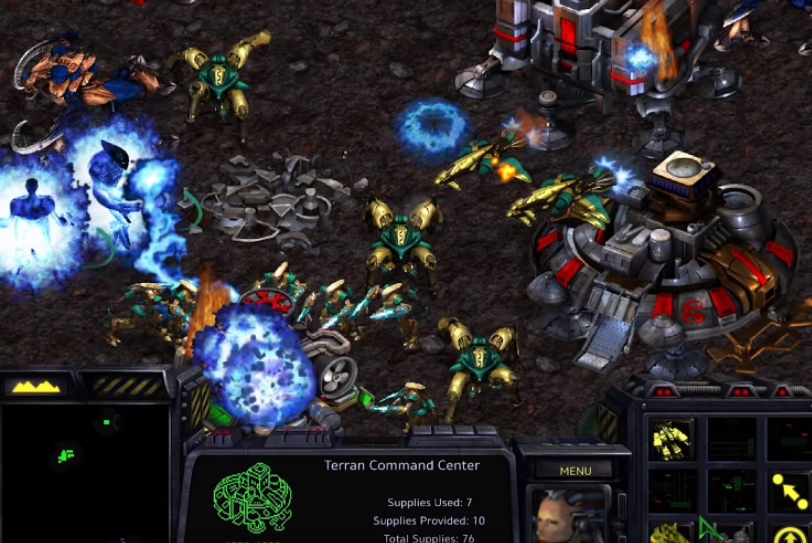 Terran Command Center
MENU
Supplies Used: 7
Supplies Provided: 10
Total Supplies: 76